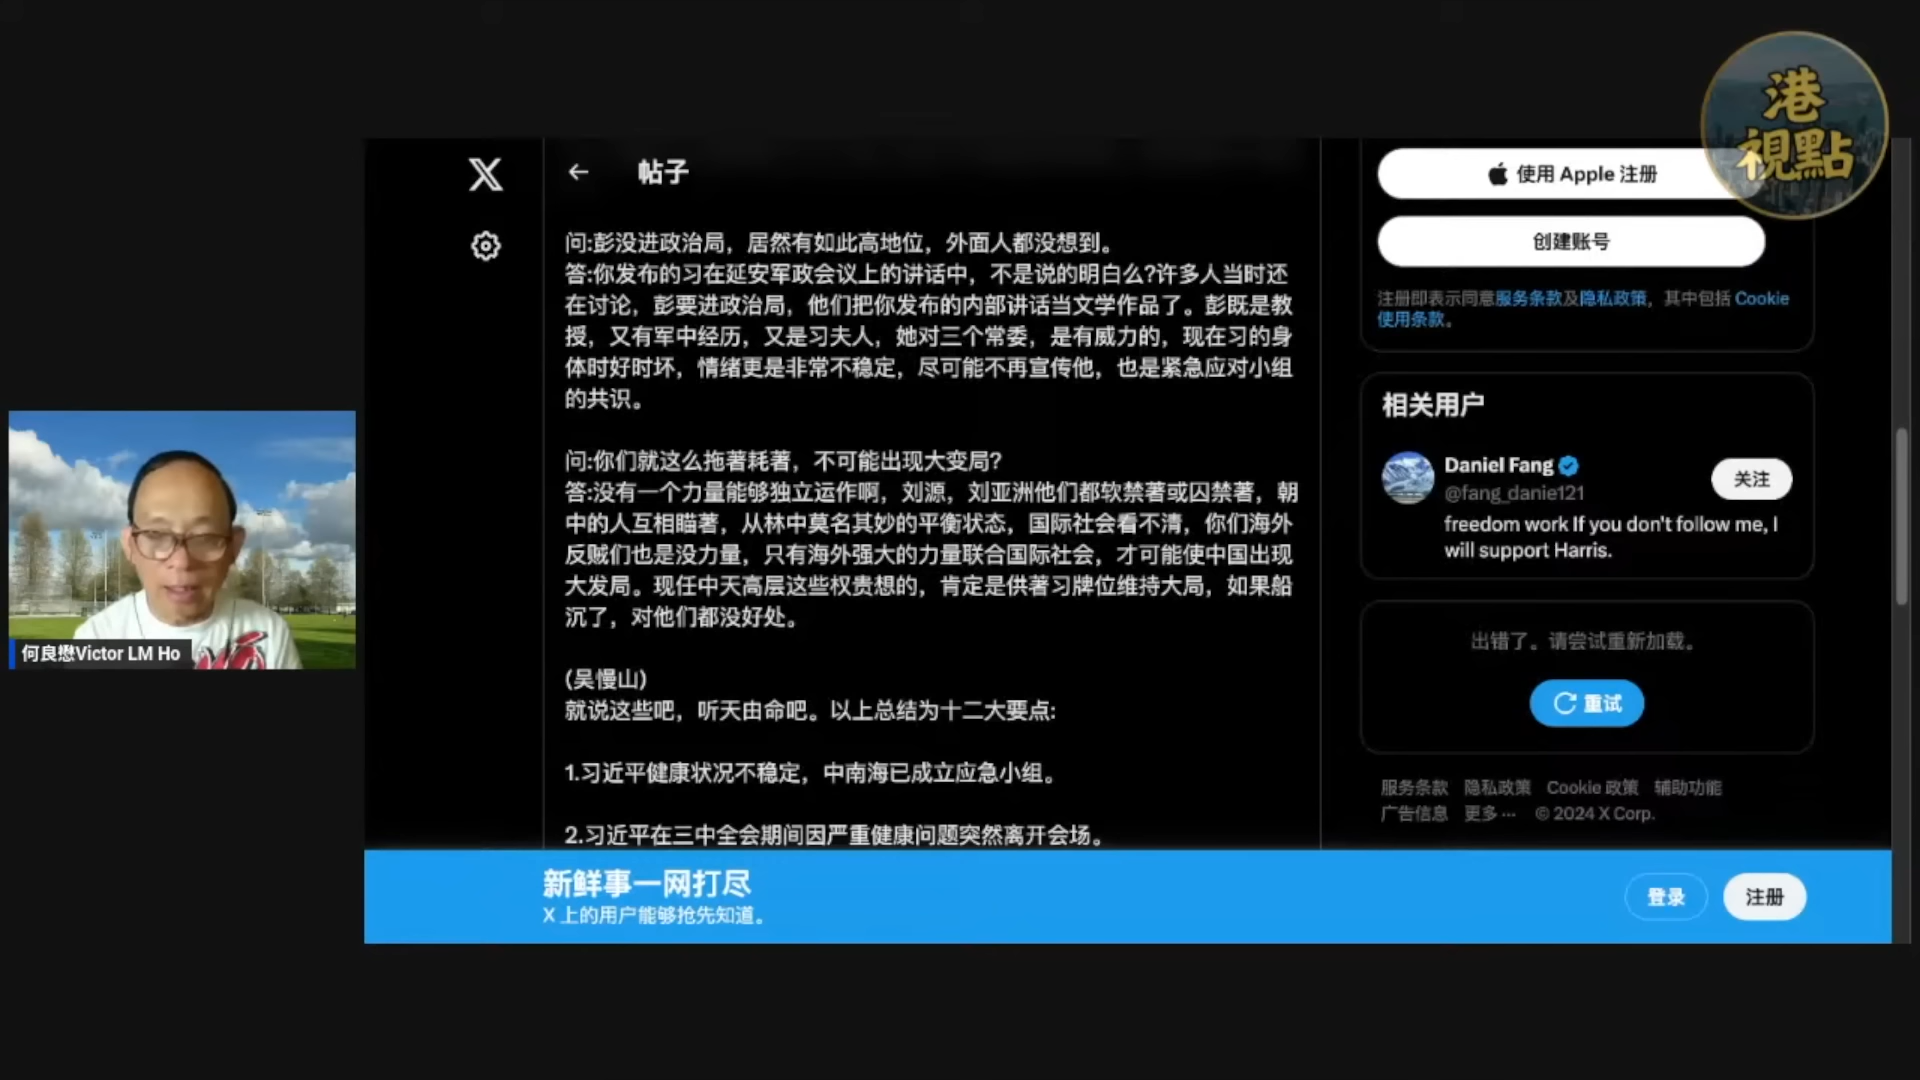 港
視點
帖子
问:彭没进政治局，居然有如此高地位，外面人都没想到。
答:你发布的习在延安军政会议上的讲话中，不是说的明白么?许多人当时还
在讨论，彭要进政治局，他们把你发布的内部讲话当文学作品了。彭既是教
授，又有军中经历，又是习夫人，她对三个常委，是有威力的，现在习的身
体时好时坏，情绪更是非常不稳定，尽可能不再宣传他，也是紧急应对小组
的共识。
问:你们就这么拖著耗著，不可能出现大变局?
答:没有一个力量能够独立运作啊，刘源，刘亚洲他们都软禁著或囚禁著，朝
中的人互相瞄著，从林中莫名其妙的平衡状态，国际社会看不清，你们海外
反贼们也是没力量，只有海外强大的力量联合国际社会，才可能使中国出现
大发局。现任中天高层这些权贵想的，肯定是供著习牌位维持大局，如果船
沉了，对他们都没好处。
(吴慢山)
就说这些吧，听天由命吧。以上总结为十二大要点:
1.习近平健康状况不稳定，中南海已成立应急小组。
2.习近平在三中全会期间因严重健康问题突然离开会场。
使用 Apple 注册
创建账号
注册即表示同意服务条款及隐私政策，其中包括 Cookie
使用条款。
相关用户
Daniel Fang
@fang_danie121
关注
freedom work If you don't follow me, I
will support Harris.
出错了。请尝试重新加载。
重试
服务条款 隐私政策 Cookie 政策 辅助功能
广告信息 更多 ··· © 2024 X Corp.
何良懋Victor LM Ho
新鲜事一网打尽
X 上的用户能够抢先知道。
登录
注册